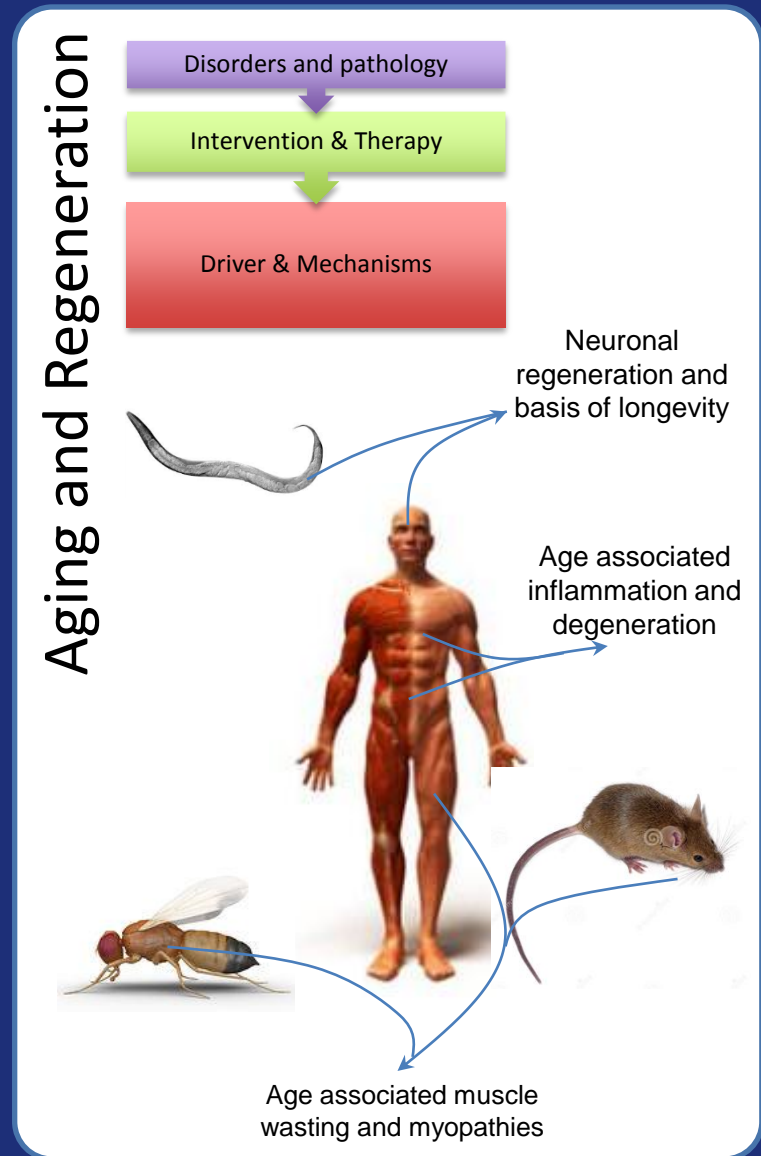 Aging and Regeneration
Disorders and pathology
Intervention & Therapy
Driver & Mechanisms
Neuronal
regeneration and
basis of longevity
Age associated
inflammation and
degeneration
Age associated muscle
wasting and myopathies